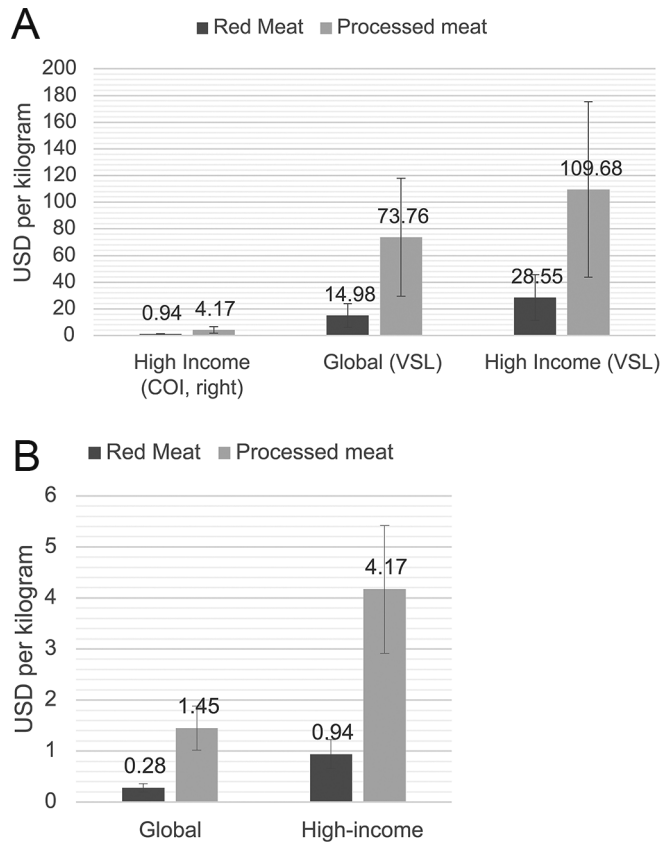 A
Red Meat Processed meat
USD per kilogram
200
180
160
140
120
100
80
60
40
20
0
0.94 4.17
14.98 73.76
28.55 109.68
High Income
(COI, right)
Global (VSL)
High Income (VSL)
B
Red Meat Processed meat
USD per kilogram
6
5
4
3
2
1
0
0.28 1.45
0.94 4.17
Global
High-income